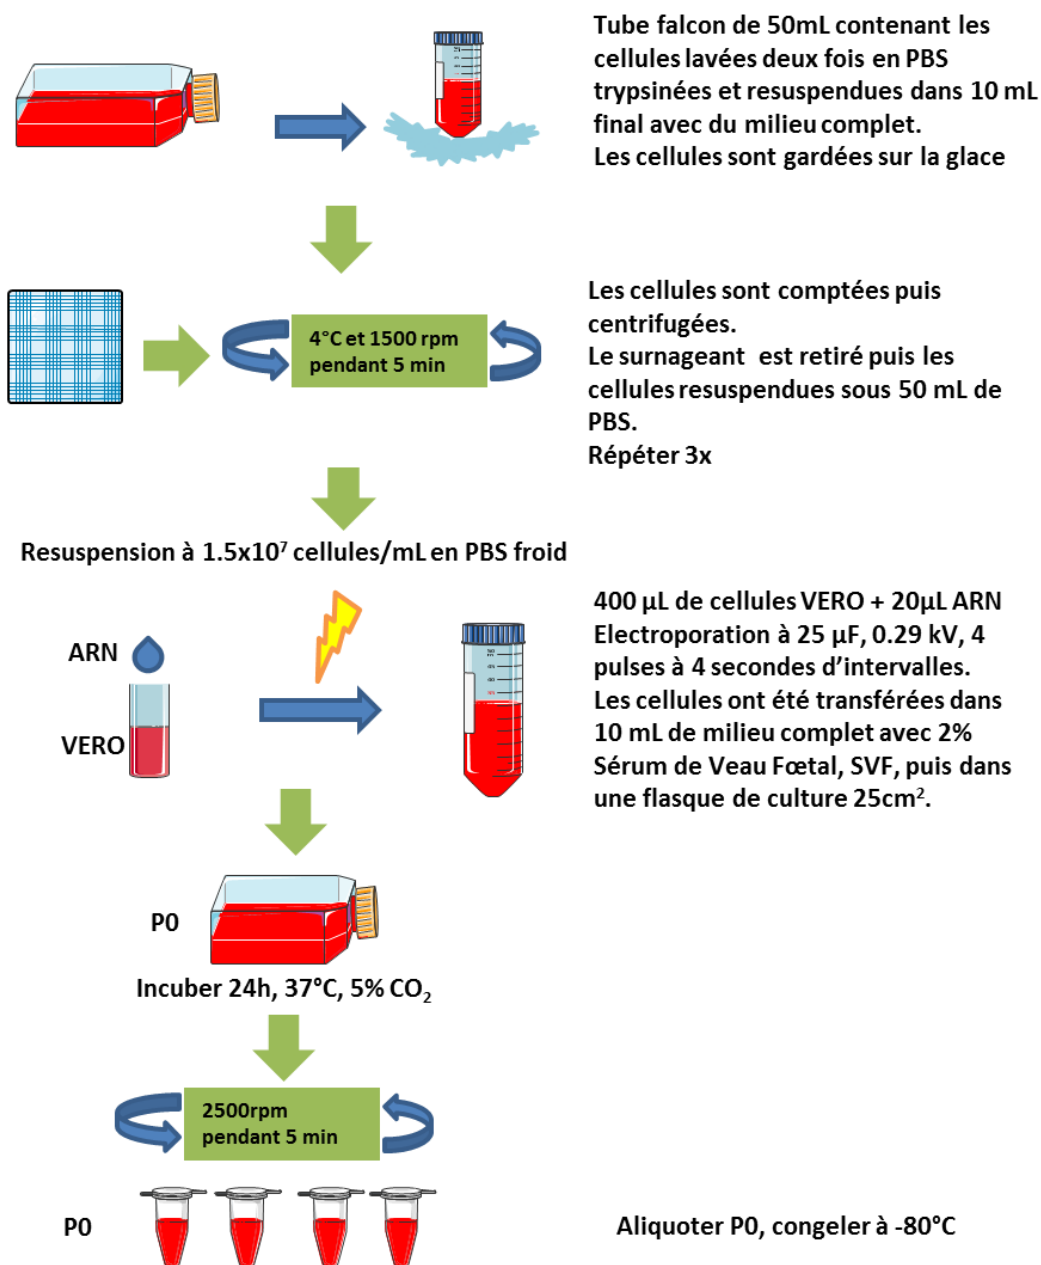 Tube falcon de 50mL contenant les
cellules lavées deux fois en PBS
trypsinées et resuspendues dans 10 mL
final avec du milieu complet.
Les cellules sont gardées sur la glace
4°C et 1500 rpm
pendant 5 min
Les cellules sont comptées puis
centrifugées.
Le surnageant est retiré puis les
cellules resuspendues sous 50 mL de
PBS.
Répéter 3x
Resuspension à 1.5x10⁷ cellules/mL en PBS froid
ARN
VERO
400 µL de cellules VERO + 20µL ARN
Electroporation à 25 µF, 0.29 kV, 4
pulses à 4 secondes d’intervalles.
Les cellules ont été transférées dans
10 mL de milieu complet avec 2%
Sérum de Veau Fœtal, SVF, puis dans
une flasque de culture 25cm².
P0
Incuber 24h, 37°C, 5% CO₂
2500rpm
pendant 5 min
P0
Aliquoter P0, congeler à -80°C